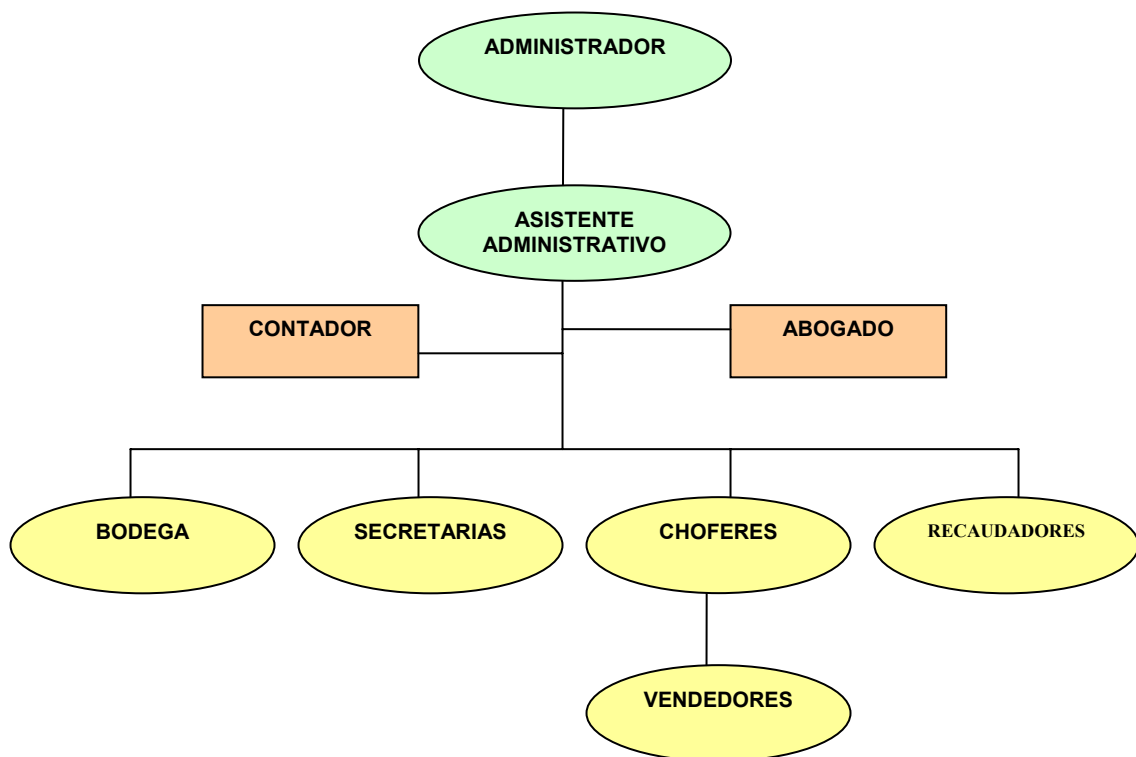 ADMINISTRADOR
ASISTENTE
ADMINISTRATIVO
CONTADOR
ABOGADO
BODEGA
SECRETARIAS
CHOFERES
RECAUDADORES
VENDEDORES